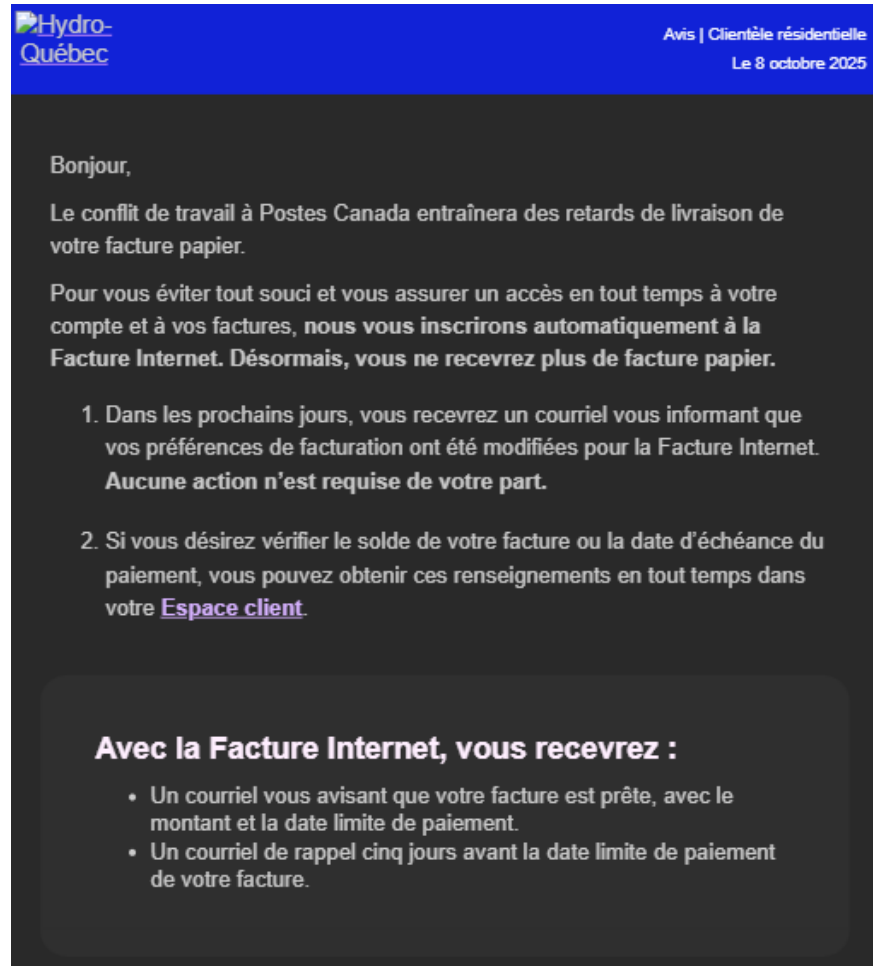 Hydro-
Québec
Avis | Clientèle résidentielle
Le 8 octobre 2025
Bonjour,
Le conflit de travail à Postes Canada entraînera des retards de livraison de
votre facture papier.
Pour vous éviter tout souci et vous assurer un accès en tout temps à votre
compte et à vos factures, nous vous inscrirons automatiquement à la
Facture Internet. Désormais, vous ne recevrez plus de facture papier.
1. Dans les prochains jours, vous recevrez un courriel vous informant que
vos préférences de facturation ont été modifiées pour la Facture Internet.
Aucune action n’est requise de votre part.
2. Si vous désirez vérifier le solde de votre facture ou la date d’échéance du
paiement, vous pouvez obtenir ces renseignements en tout temps dans
votre Espace client.
Avec la Facture Internet, vous recevrez :
• Un courriel vous avisant que votre facture est prête, avec le
montant et la date limite de paiement.
• Un courriel de rappel cinq jours avant la date limite de paiement
de votre facture.